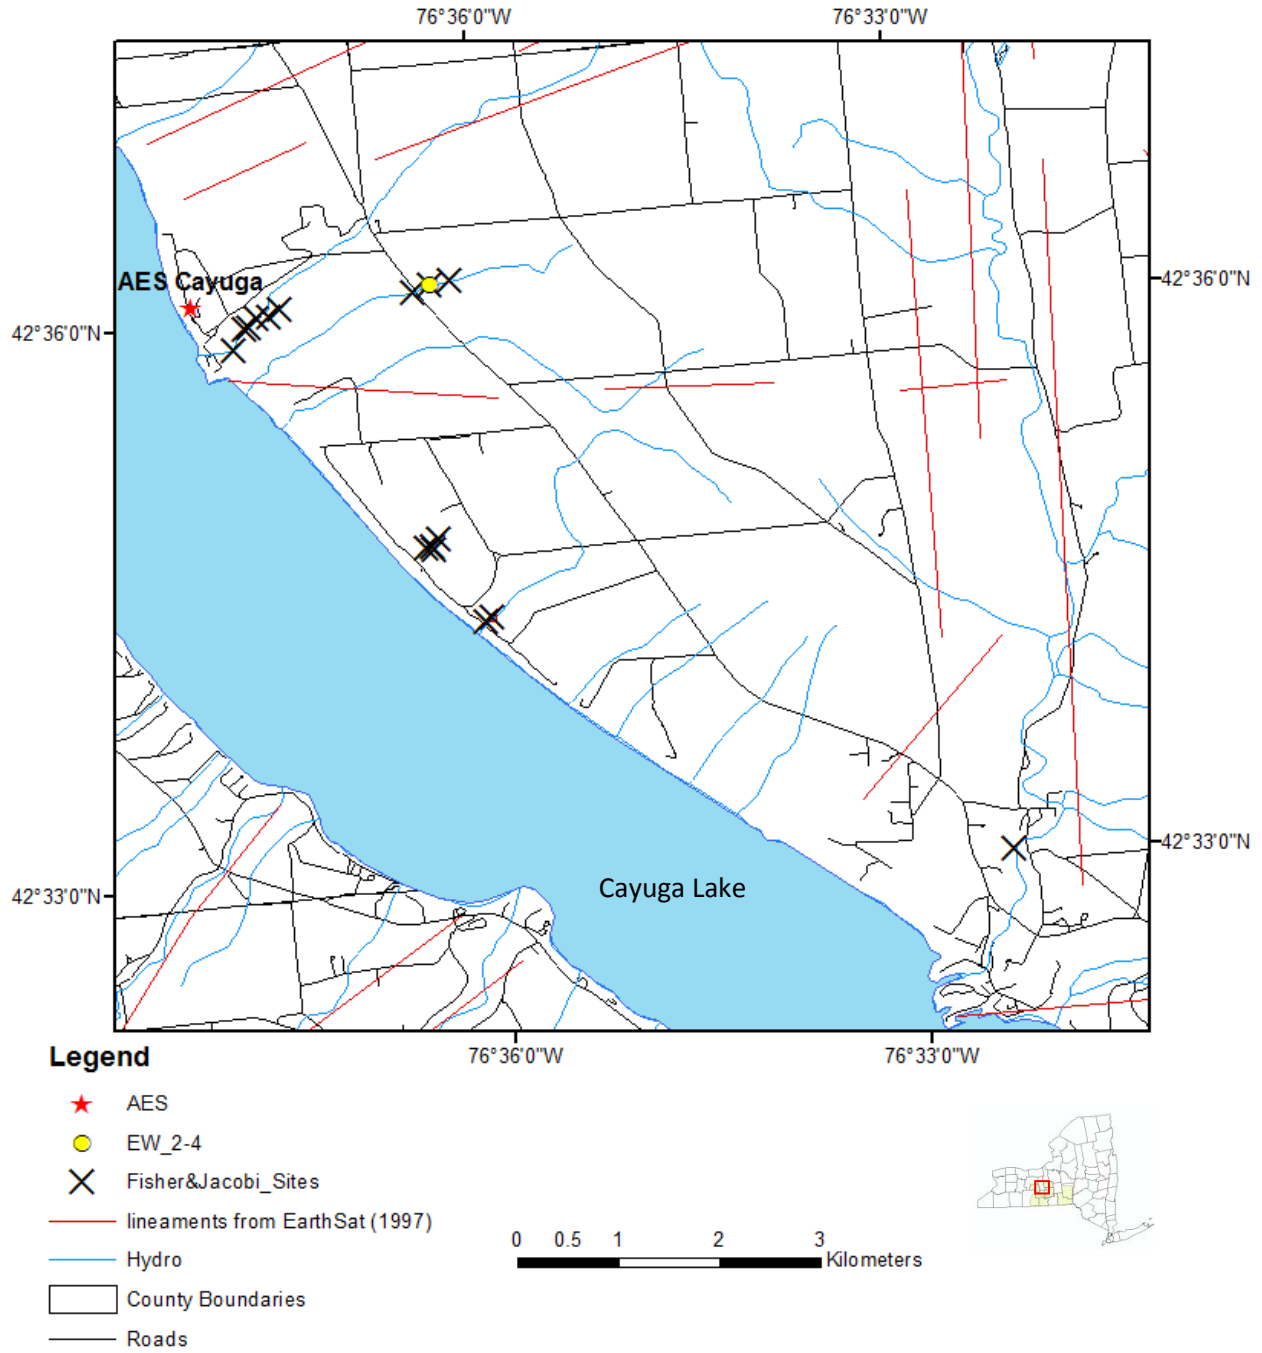 76°36'0"W 76°33'0"W
AES Cayuga
42°36'0"N
42°36'0"N
42°33'0"N
Cayuga Lake
42°33'0"N
76°36'0"W 76°33'0"W
Legend
AES
EW_2-4
Fisher&Jacobi_Sites
lineaments from EarthSat (1997)
0 0.5 1 2 3
Kilometers
Hydro
County Boundaries
Roads